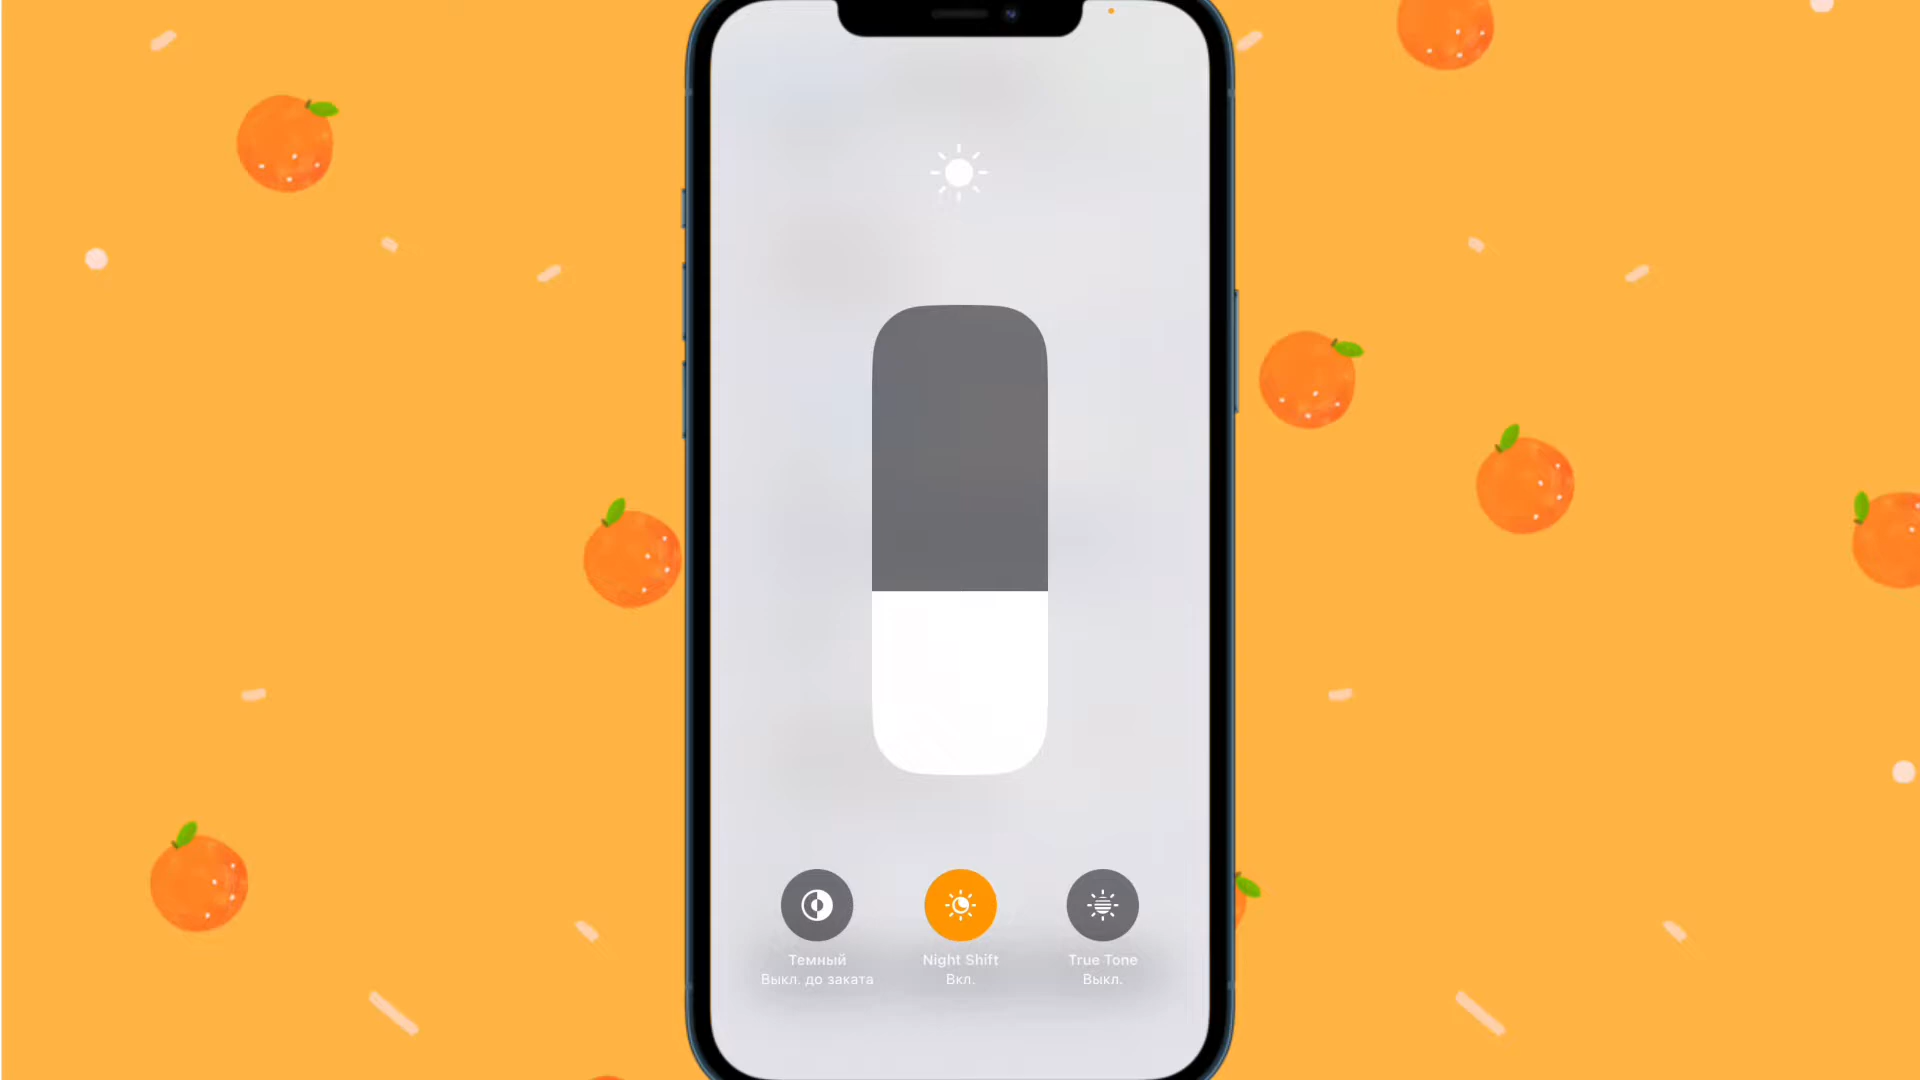 Темный
Выкл. до заката
Night Shift
Вкл.
True Tone
Выкл.